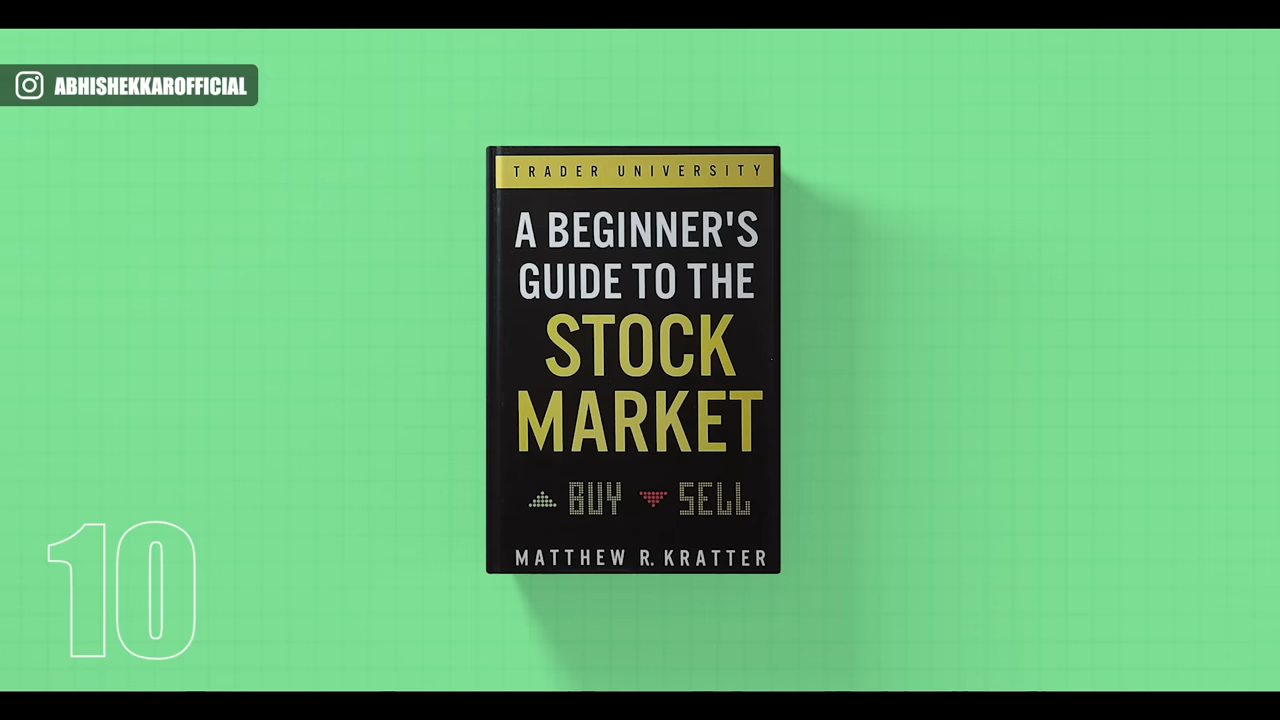 ABHISHEKKAROFFICIAL
TRADER UNIVERSITY
A BEGINNER'S
GUIDE TO THE
STOCK
MARKET
BUY SELL
MATTHEW R. KRATTER
10